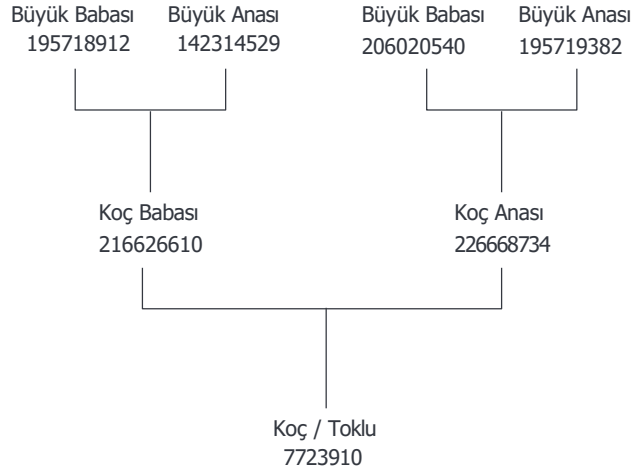 Büyük Babası Büyük Anası Büyük Babası Büyük Anası
195718912 142314529 206020540 195719382
Koç Babası Koç Anası
216626610 226668734
Koç / Toklu
7723910